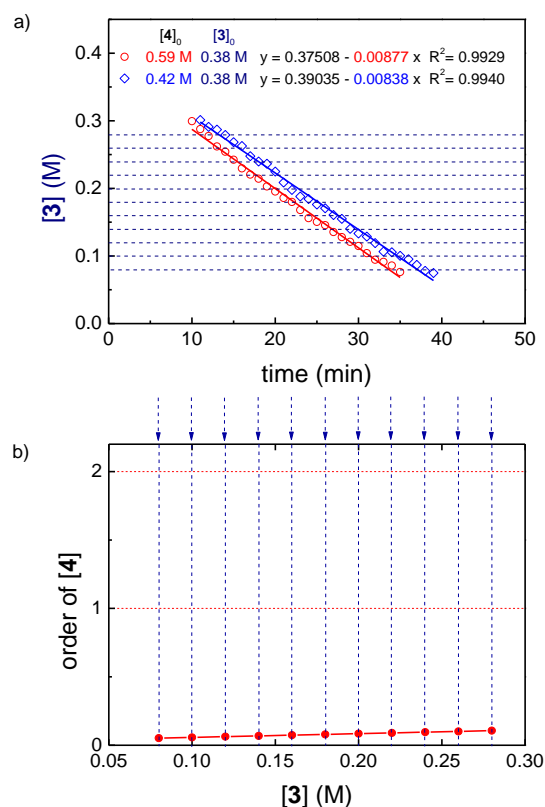 a)
[4]₀ [3]₀
0.59 M 0.38 M y = 0.37508 - 0.00877 x R²= 0.9929
0.42 M 0.38 M y = 0.39035 - 0.00838 x R²= 0.9940
0.4
0.3
0.2
0.1
0.0
[3] (M)
0 10 20 30 40 50
time (min)
b)
2
1
0
order of [4]
0.05 0.10 0.15 0.20 0.25 0.30
[3] (M)